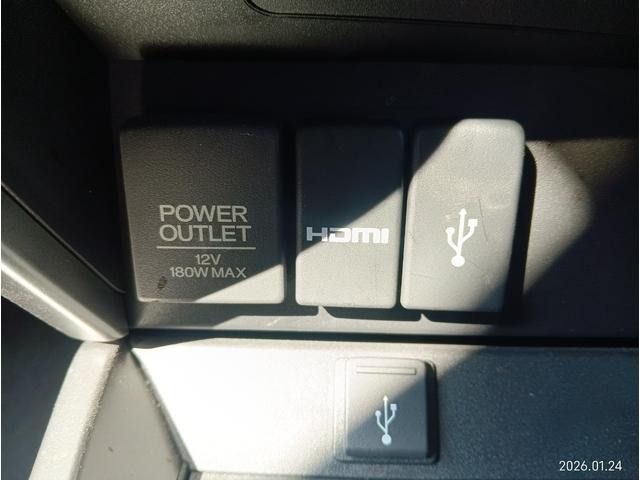 POWER
OUTLET
12V
180W MAX
HDMI
2026.01.24